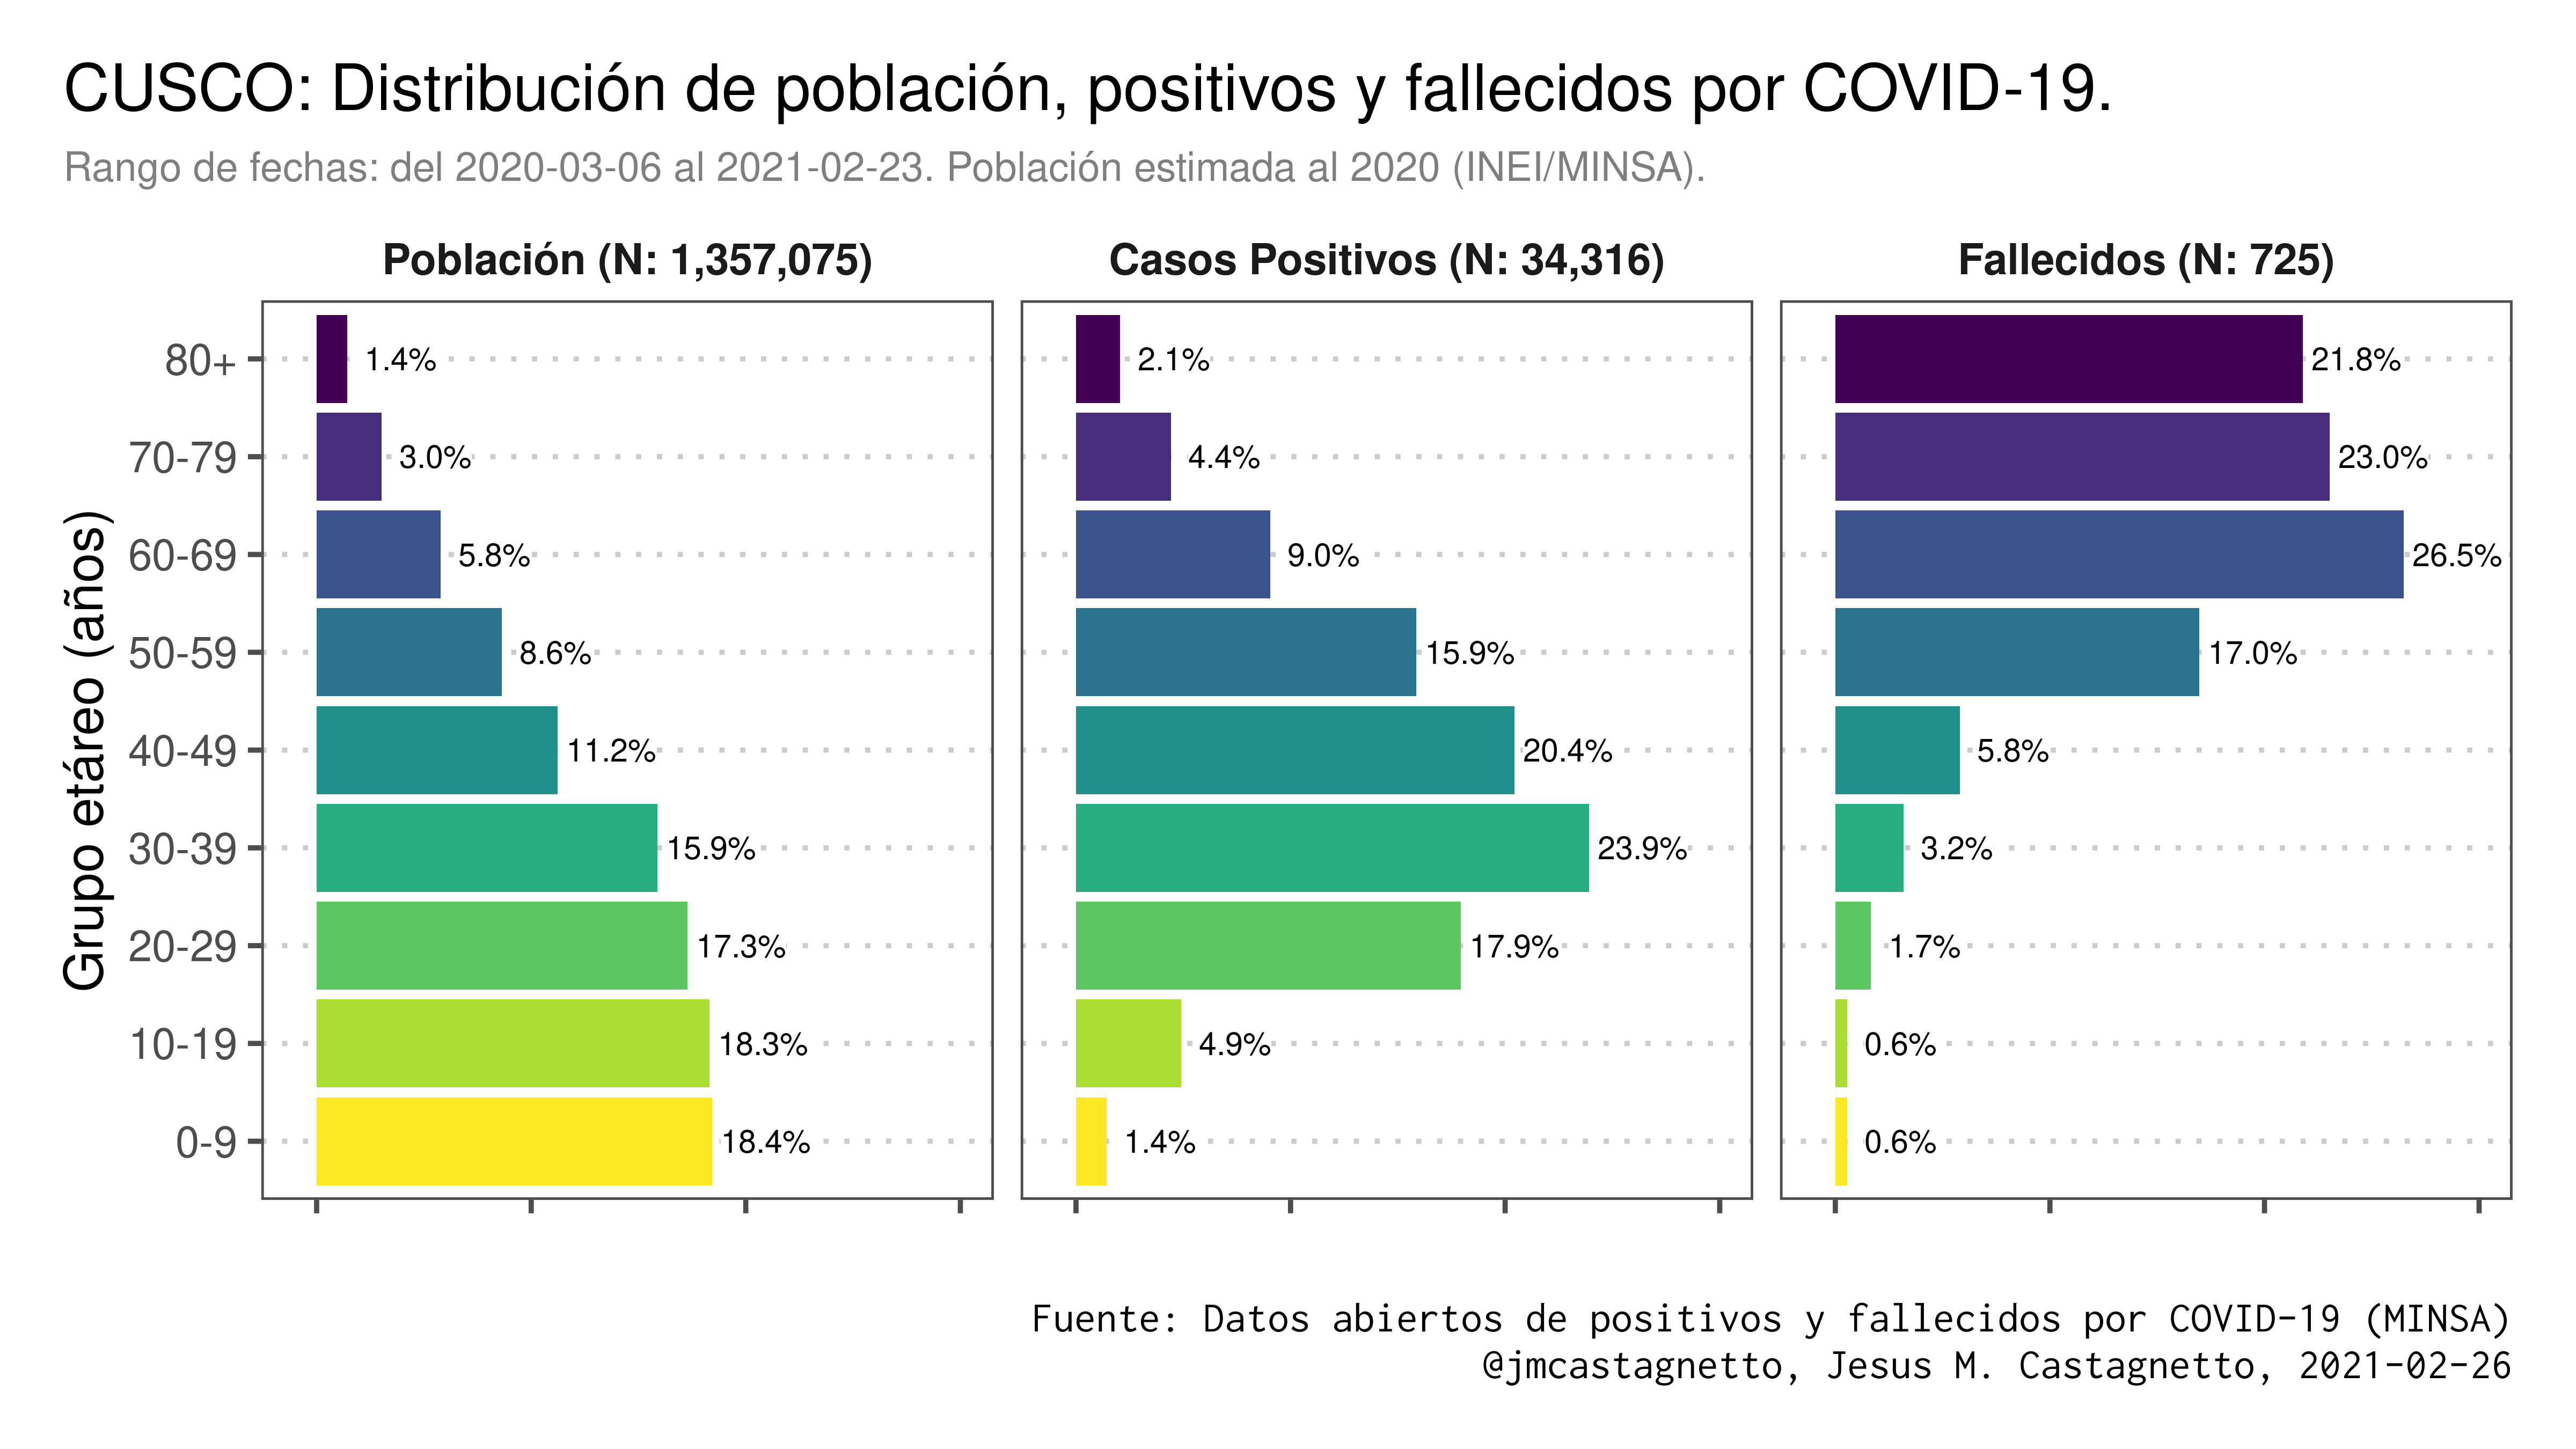 CUSCO: Distribución de población, positivos y fallecidos por COVID-19.
Rango de fechas: del 2020-03-06 al 2021-02-23. Población estimada al 2020 (INEI/MINSA).
Población (N: 1,357,075)
Casos Positivos (N: 34,316)
Fallecidos (N: 725)
Grupo etáreo (años)
80+ 1.4% 2.1% 21.8%
70-79 3.0% 4.4% 23.0%
60-69 5.8% 9.0% 26.5%
50-59 8.6% 15.9% 17.0%
40-49 11.2% 20.4% 5.8%
30-39 15.9% 23.9% 3.2%
20-29 17.3% 17.9% 1.7%
10-19 18.3% 4.9% 0.6%
0-9 18.4% 1.4% 0.6%
Fuente: Datos abiertos de positivos y fallecidos por COVID-19 (MINSA)
@jmcastagnetto, Jesus M. Castagnetto, 2021-02-26